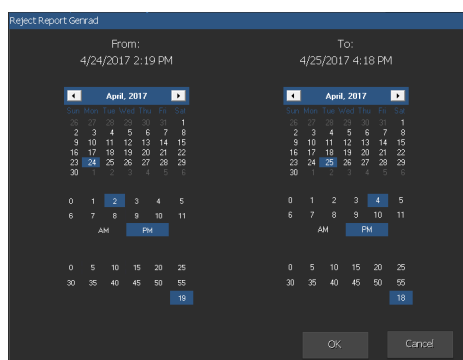 Reject Report Genrad
From: To:
4/24/2017 2:19 PM 4/25/2017 4:18 PM
April, 2017 April, 2017
Sun Mon Tue Wed Thu Fri Sat Sun Mon Tue Wed Thu Fri Sat
26 27 28 29 30 31 1 26 27 28 29 30 31 1
2 3 4 5 6 7 8 2 3 4 5 6 7 8
9 10 11 12 13 14 15 9 10 11 12 13 14 15
16 17 18 19 20 21 22 16 17 18 19 20 21 22
23 24 25 26 27 28 29 23 24 25 26 27 28 29
30 1 2 3 4 5 6 30 1 2 3 4 5 6
0 1 2 3 4 5 0 1 2 3 4 5
6 7 8 9 10 11 6 7 8 9 10 11
AM PM AM PM
0 5 10 15 20 25 0 5 10 15 20 25
30 35 40 45 50 55 30 35 40 45 50 55
19 18
OK Cancel